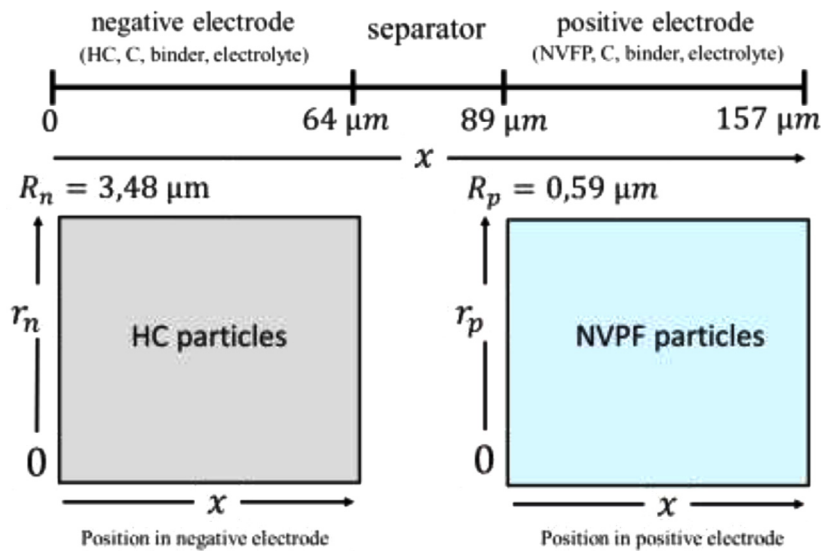 negative electrode
(HC, C, binder, electrolyte)
separator
positive electrode
(NVFP, C, binder, electrolyte)
0
64 μm
89 μm
157 μm
x
R_n = 3,48 μm
R_p = 0,59 μm
r_n
HC particles
0
x
Position in negative electrode
r_p
NVPF particles
0
x
Position in positive electrode